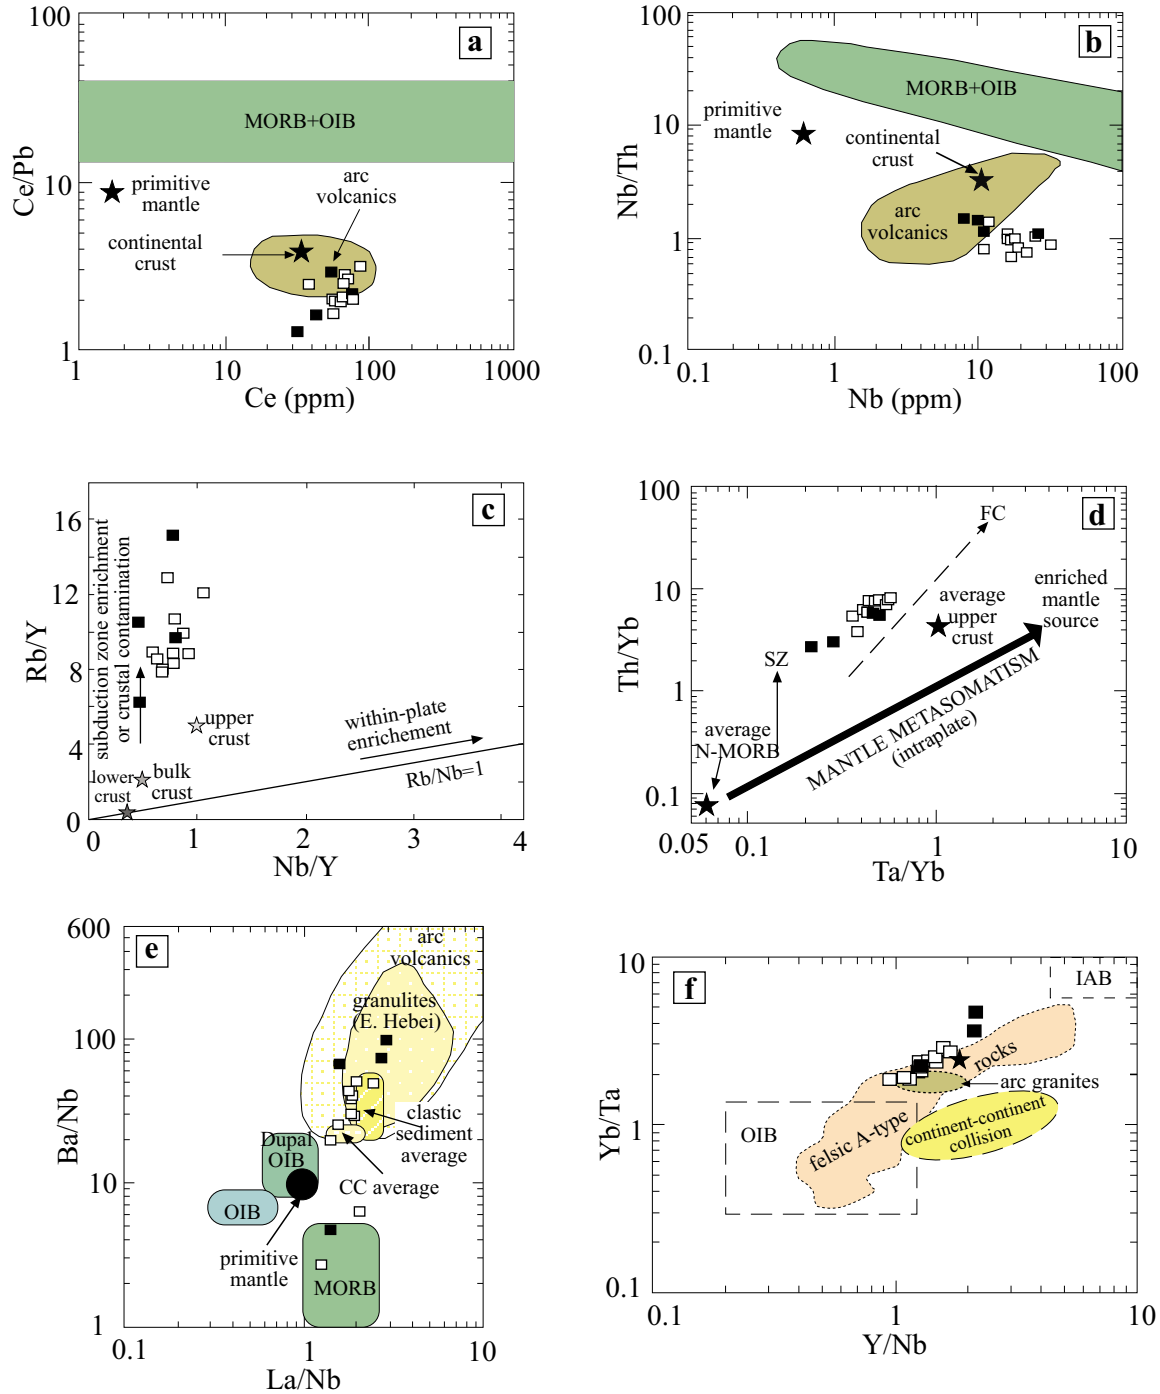 a
100
10
1
Ce/Pb
MORB+OIB
primitive
mantle
arc
volcanics
continental
crust
1
10
100
1000
Ce (ppm)
b
100
10
1
0.1
Nb/Th
MORB+OIB
primitive
mantle
continental
crust
arc
volcanics
0.1
1
10
100
Nb (ppm)
c
16
12
8
4
0
Rb/Y
subduction zone enrichment
or crustal contamination
upper
crust
within-plate
enrichement
Rb/Nb=1
lower
crust
bulk
crust
0
1
2
3
4
Nb/Y
d
100
10
1
0.1
Th/Yb
FC
enriched
mantle
source
average
upper
crust
SZ
average
N-MORB
MANTLE METASOMATISM
(intraplate)
0.05
0.1
1
10
Ta/Yb
e
600
100
10
1
Ba/Nb
arc
volcanics
granulites
(E. Hebei)
clastic
sediment
average
Dupal
OIB
CC average
OIB
primitive
mantle
MORB
0.1
1
10
La/Nb
f
10
1
0.1
Yb/Ta
IAB
rocks
arc granites
OIB
felsic A-type
continent-continent
collision
0.1
1
10
Y/Nb